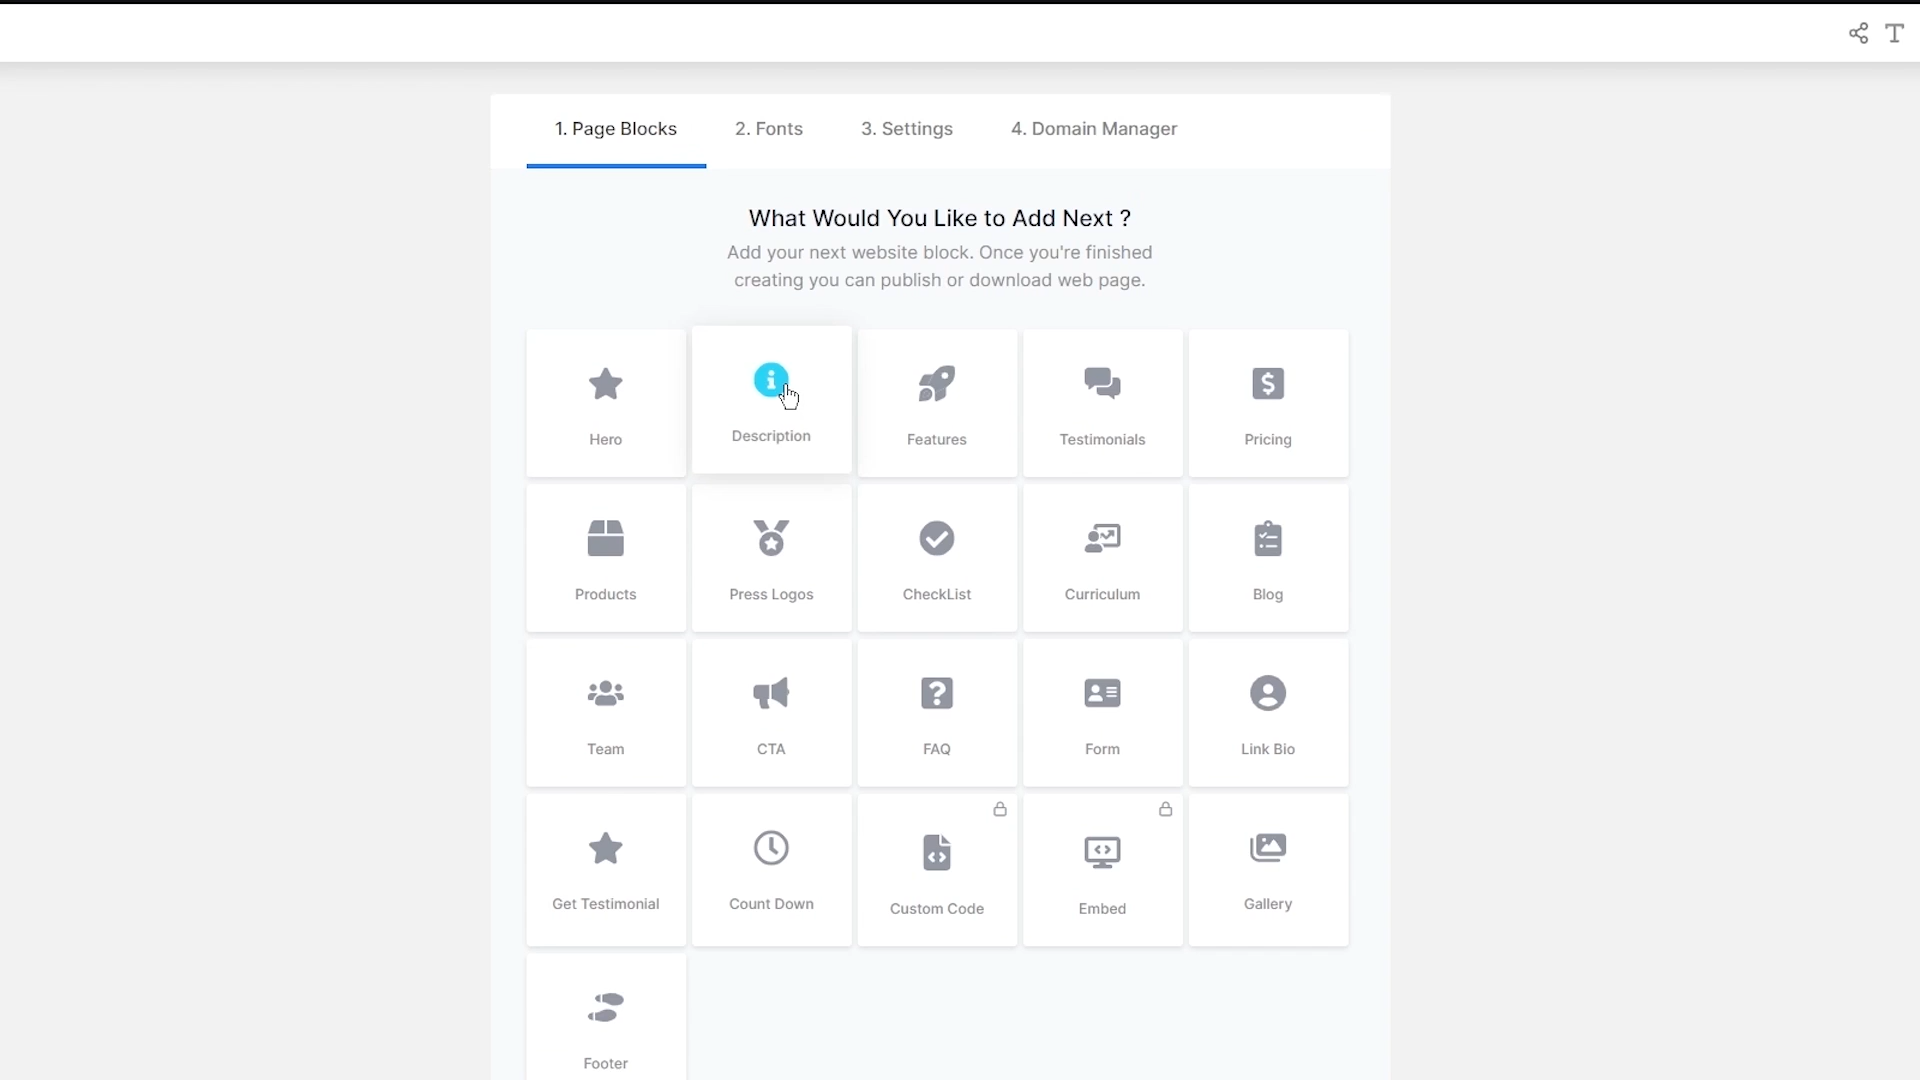 1. Page Blocks
2. Fonts
3. Settings
4. Domain Manager
What Would You Like to Add Next ?
Add your next website block. Once you're finished
creating you can publish or download web page.
Hero
Description
Features
Testimonials
Pricing
Products
Press Logos
CheckList
Curriculum
Blog
Team
CTA
FAQ
Form
Link Bio
Get Testimonial
Count Down
Custom Code
Embed
Gallery
Footer